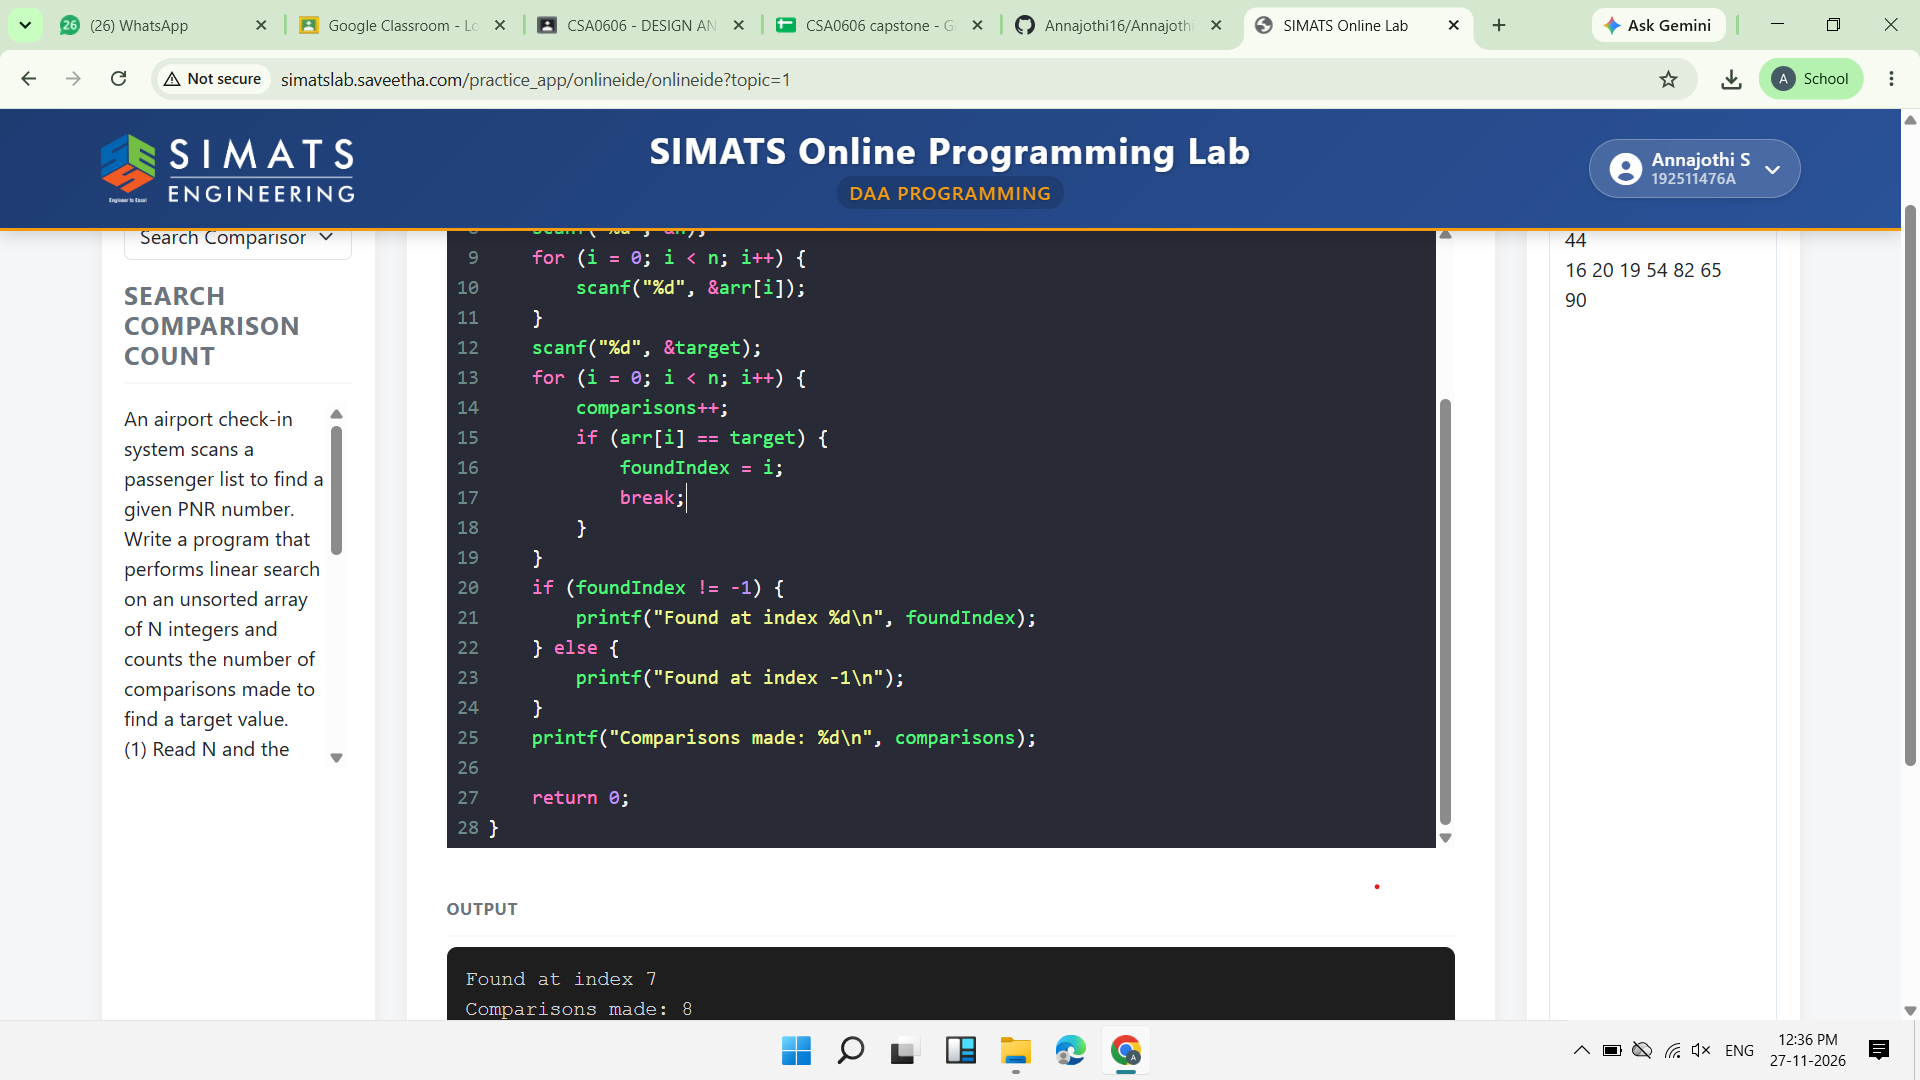 (26) WhatsApp
Google Classroom - Lo
CSA0606 - DESIGN AN
CSA0606 capstone - G
Annajothi16/Annajothi
SIMATS Online Lab
Ask Gemini
Not secure
simatslab.saveetha.com/practice_app/onlineide/onlineide?topic=1
A School
SIMATS
ENGINEERING
Engineer to Excel
SIMATS Online Programming Lab
DAA PROGRAMMING
Annajothi S
192511476A
Search Comparisor
SEARCH
COMPARISON
COUNT
An airport check-in
system scans a
passenger list to find a
given PNR number.
Write a program that
performs linear search
on an unsorted array
of N integers and
counts the number of
comparisons made to
find a target value.
(1) Read N and the
8 scanf("%d", &n);
9 for (i = 0; i < n; i++) {
10 scanf("%d", &arr[i]);
11 }
12 scanf("%d", &target);
13 for (i = 0; i < n; i++) {
14 comparisons++;
15 if (arr[i] == target) {
16 foundIndex = i;
17 break;
18 }
19 }
20 if (foundIndex != -1) {
21 printf("Found at index %d\n", foundIndex);
22 } else {
23 printf("Found at index -1\n");
24 }
25 printf("Comparisons made: %d\n", comparisons);
26
27 return 0;
28 }
OUTPUT
Found at index 7
Comparisons made: 8
44
16 20 19 54 82 65
90
ENG
12:36 PM
27-11-2026